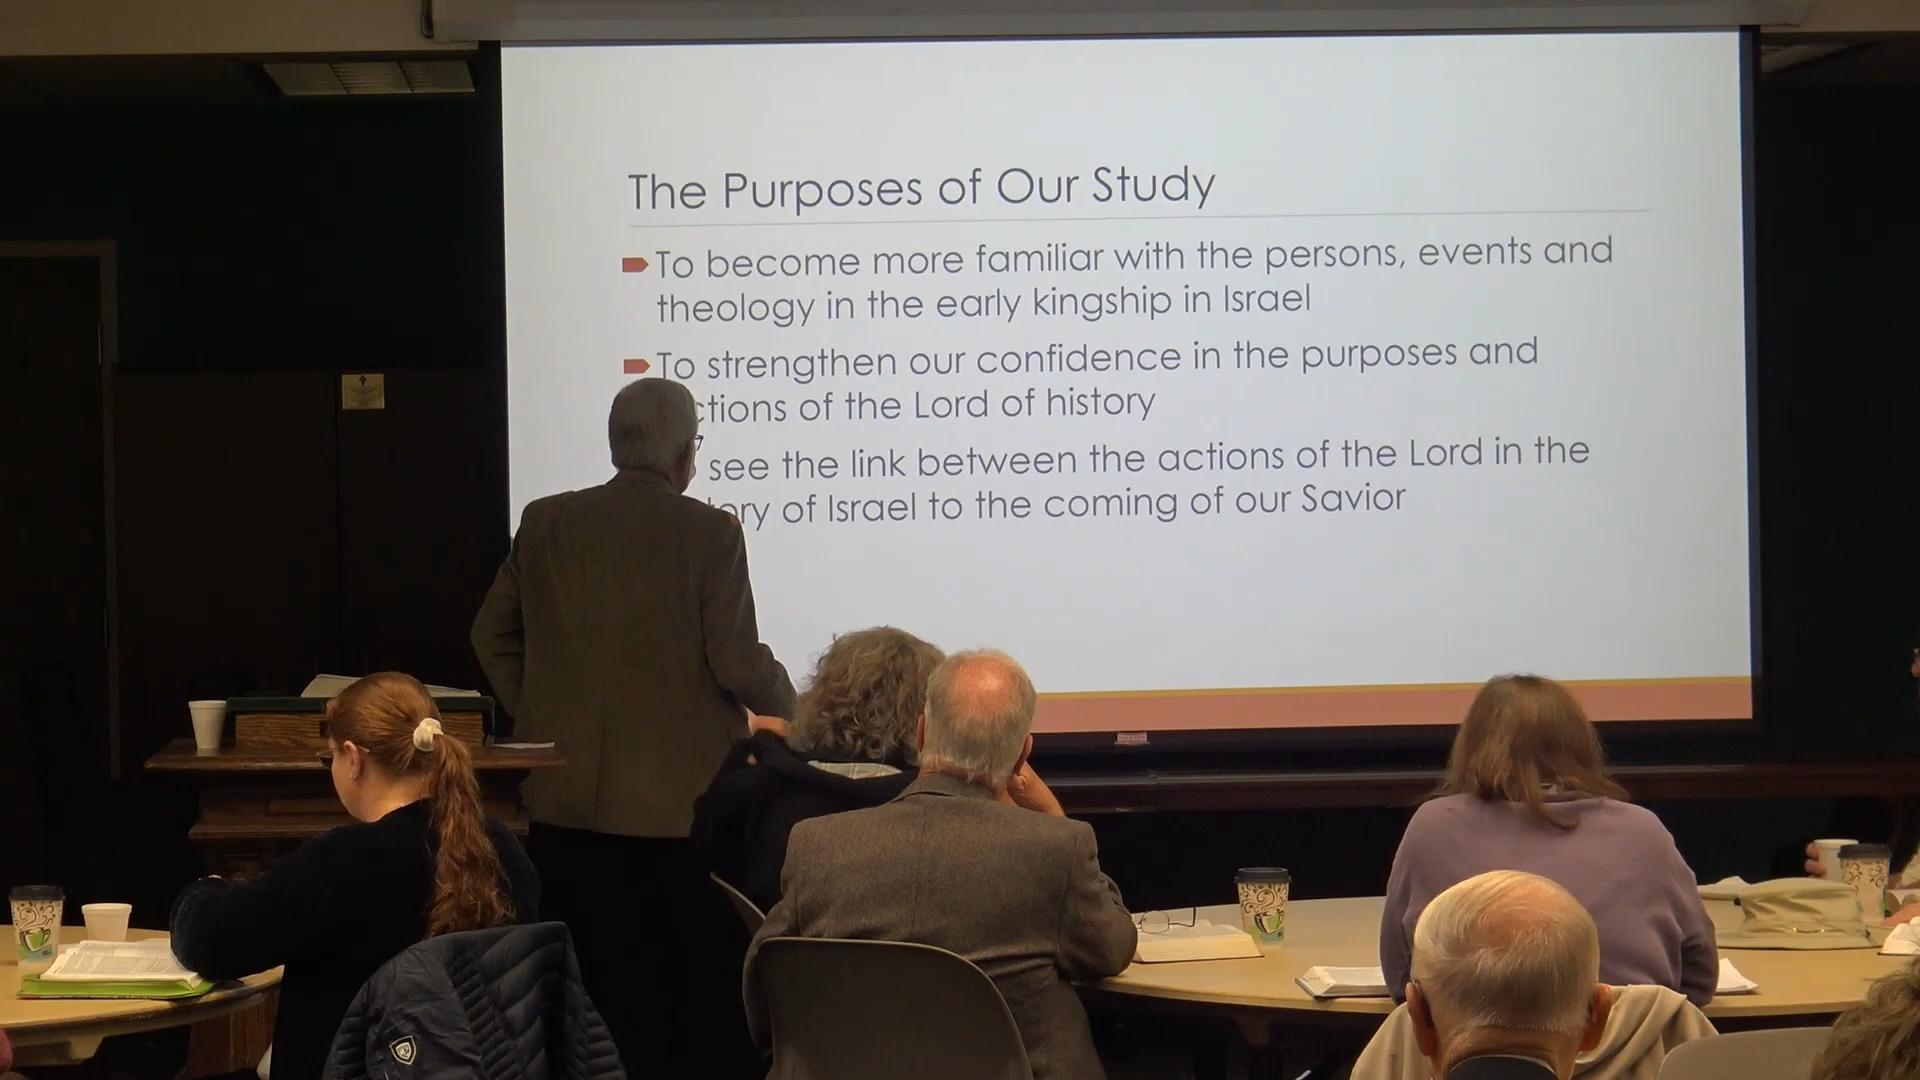 The Purposes of Our Study
To become more familiar with the persons, events and
theology in the early kingship in Israel
To strengthen our confidence in the purposes and
ctions of the Lord of history
see the link between the actions of the Lord in the
ory of Israel to the coming of our Savior